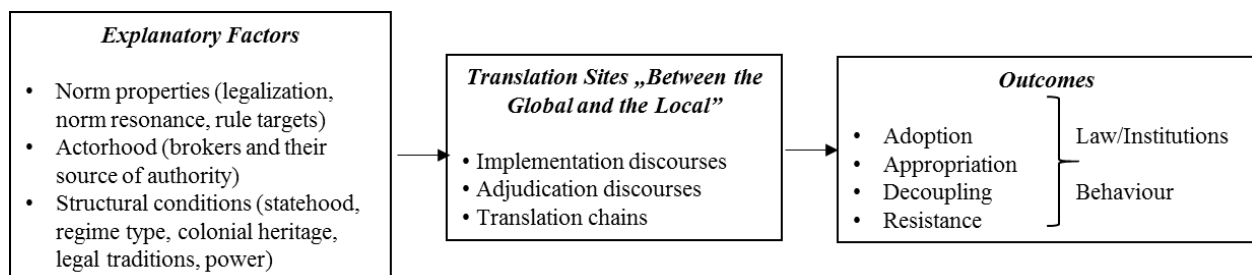 Explanatory Factors
• Norm properties (legalization,
norm resonance, rule targets)
• Actorhood (brokers and their
source of authority)
• Structural conditions (statehood,
regime type, colonial heritage,
legal traditions, power)
Translation Sites „Between the
Global and the Local”
• Implementation discourses
• Adjudication discourses
• Translation chains
Outcomes
• Adoption
• Appropriation
• Decoupling
• Resistance
Law/Institutions
Behaviour